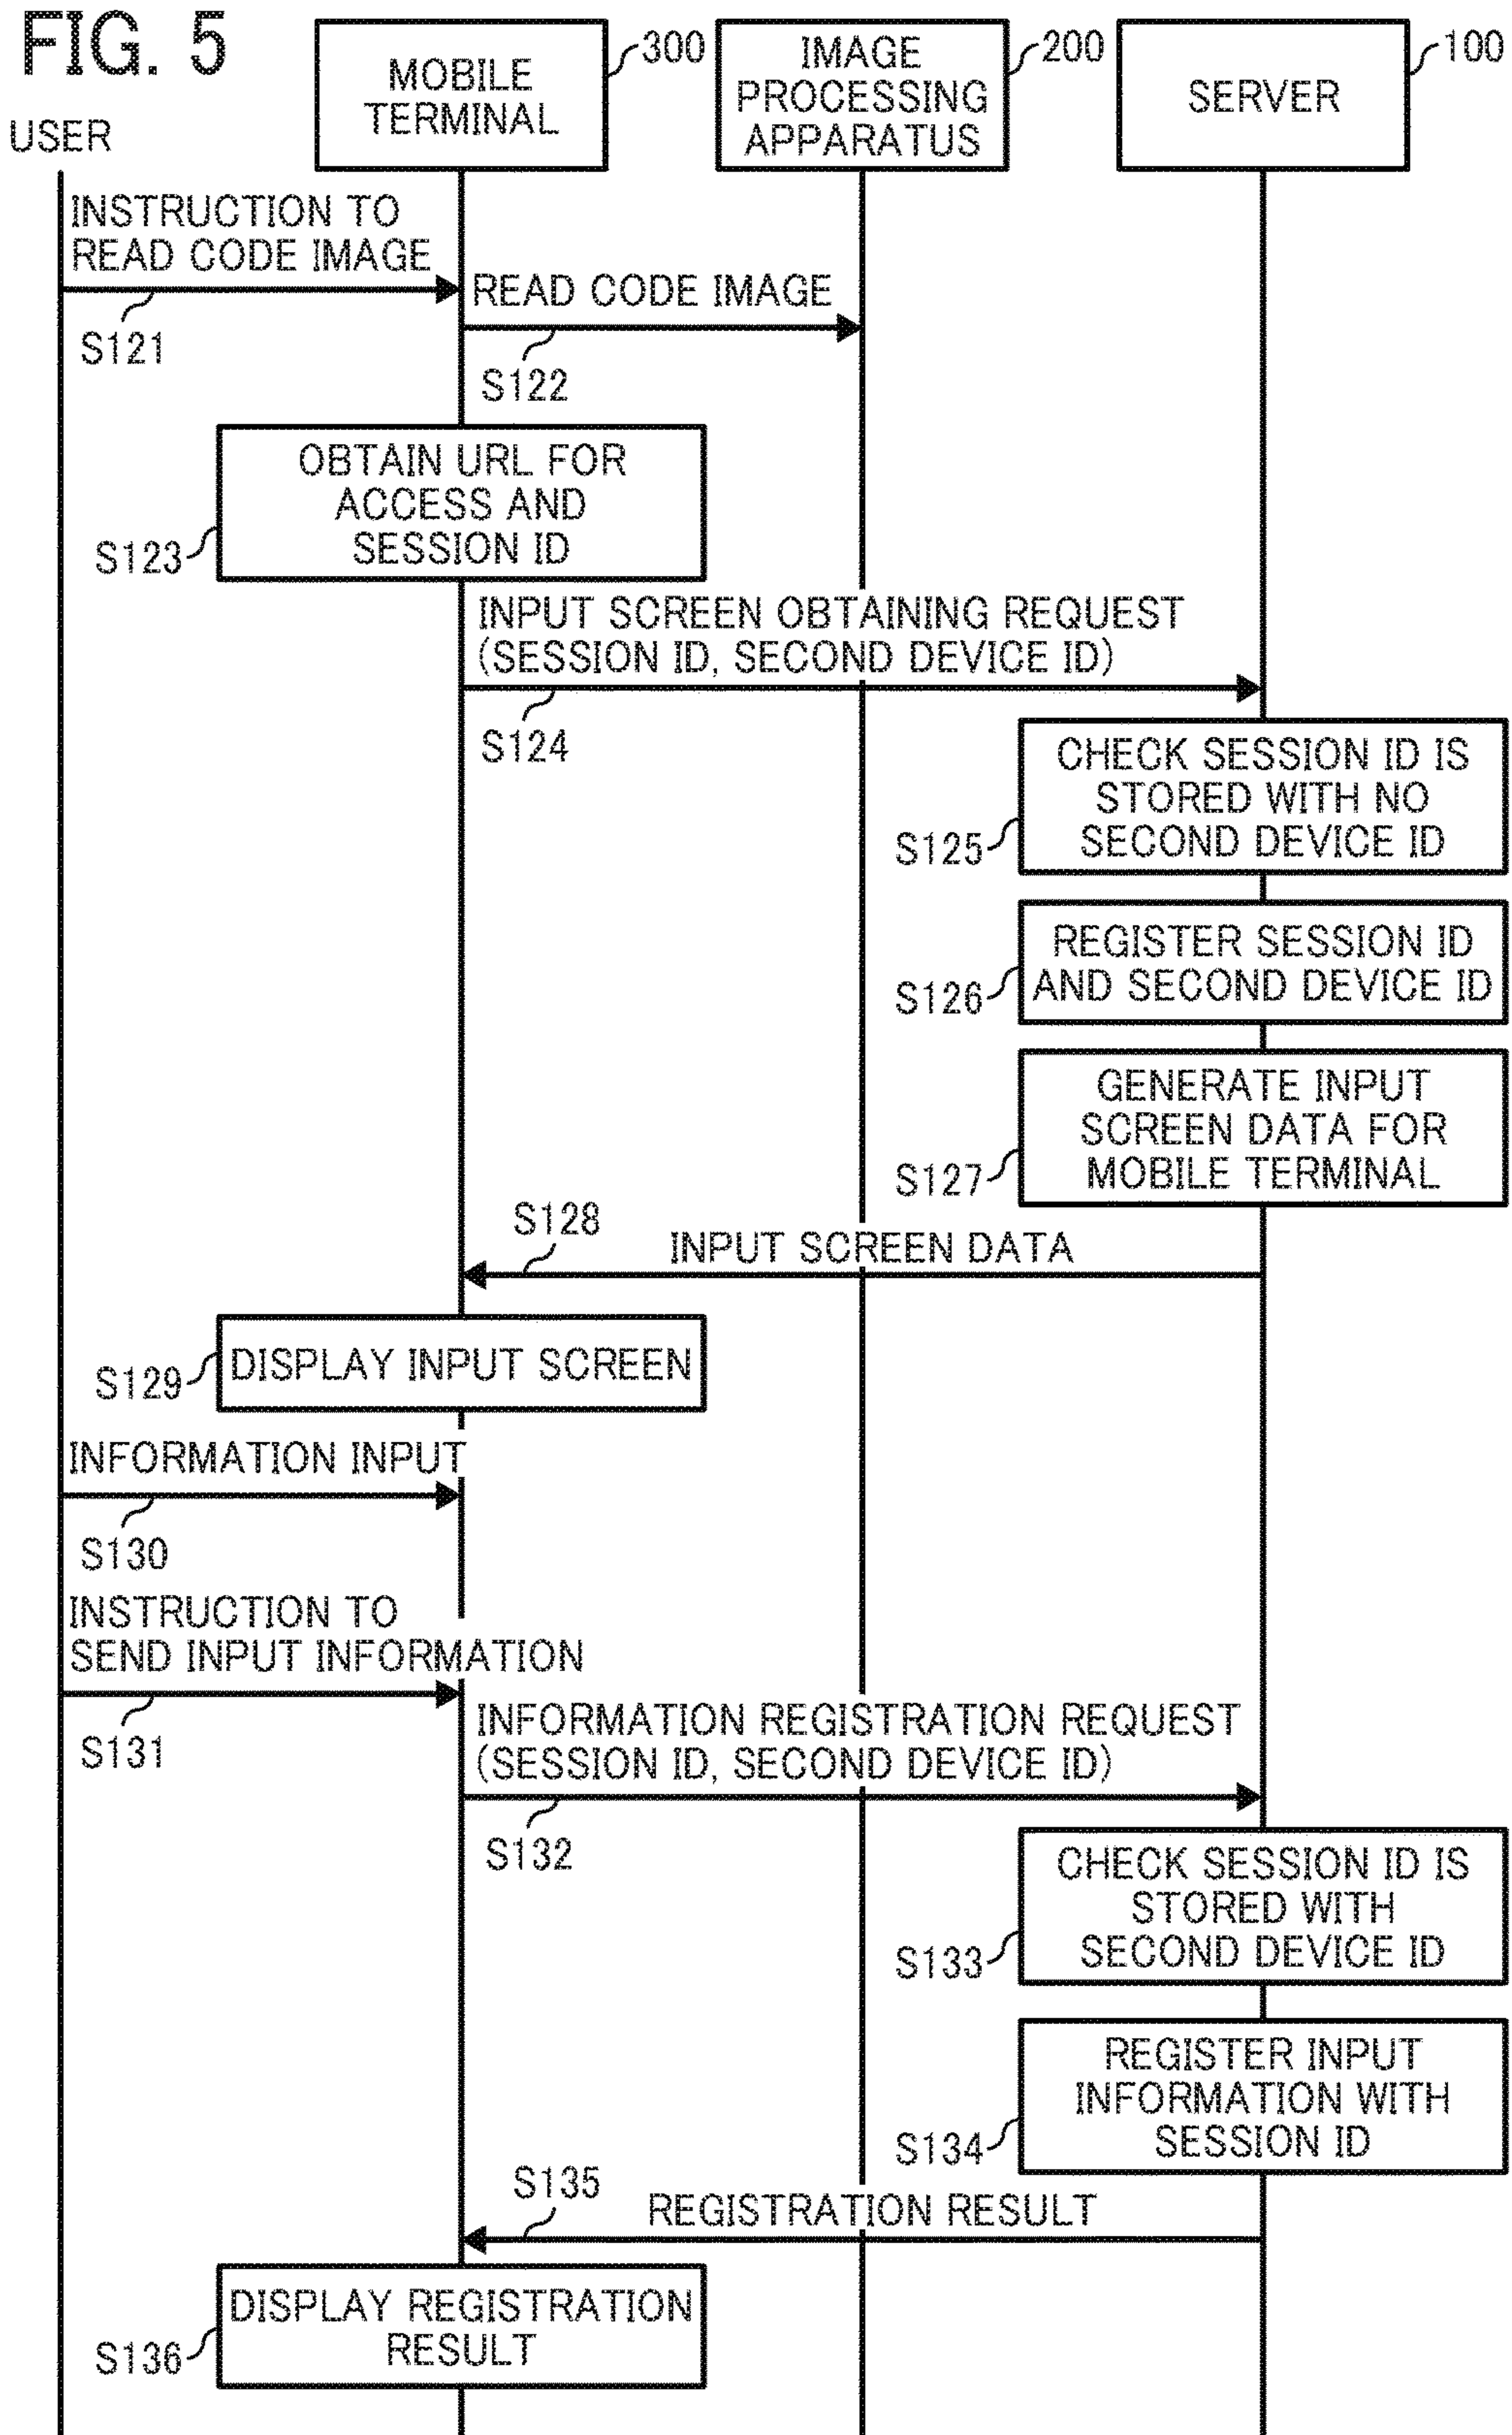 FIG. 5
USER
MOBILE
TERMINAL
300
IMAGE
PROCESSING
APPARATUS
200
SERVER
100
INSTRUCTION TO
READ CODE IMAGE
S121
READ CODE IMAGE
S122
OBTAIN URL FOR
ACCESS AND
SESSION ID
S123
INPUT SCREEN OBTAINING REQUEST
(SESSION ID, SECOND DEVICE ID)
S124
CHECK SESSION ID IS
STORED WITH NO
SECOND DEVICE ID
S125
REGISTER SESSION ID
AND SECOND DEVICE ID
S126
GENERATE INPUT
SCREEN DATA FOR
MOBILE TERMINAL
S127
S128
INPUT SCREEN DATA
DISPLAY INPUT SCREEN
S129
INFORMATION INPUT
S130
INSTRUCTION TO
SEND INPUT INFORMATION
S131
INFORMATION REGISTRATION REQUEST
(SESSION ID, SECOND DEVICE ID)
S132
CHECK SESSION ID IS
STORED WITH
SECOND DEVICE ID
S133
REGISTER INPUT
INFORMATION WITH
SESSION ID
S134
S135
REGISTRATION RESULT
DISPLAY REGISTRATION
RESULT
S136